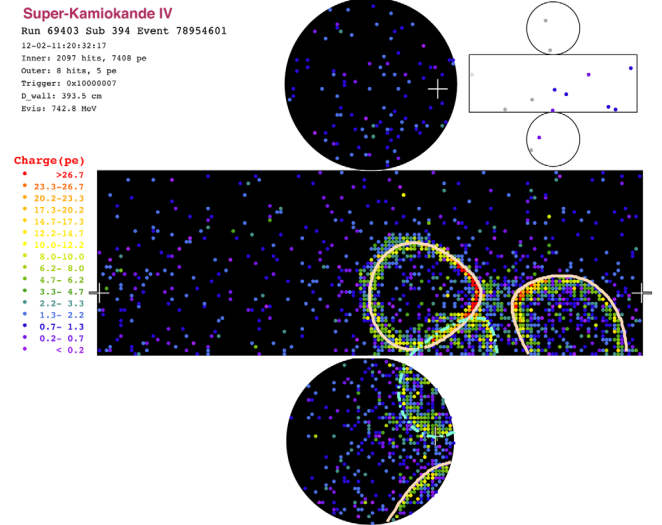 Super-Kamiokande IV
Run 69403 Sub 394 Event 78954601
12-02-11:20:32:17
Inner: 2097 hits, 7408 pe
Outer: 8 hits, 5 pe
Trigger: 0x10000007
D_wall: 393.5 cm
Evis: 742.8 MeV
Charge(pe)
>26.7
23.3-26.7
20.2-23.3
17.3-20.2
14.7-17.3
12.2-14.7
10.0-12.2
8.0-10.0
6.2- 8.0
4.7- 6.2
3.3- 4.7
2.2- 3.3
1.3- 2.2
0.7- 1.3
0.2- 0.7
< 0.2